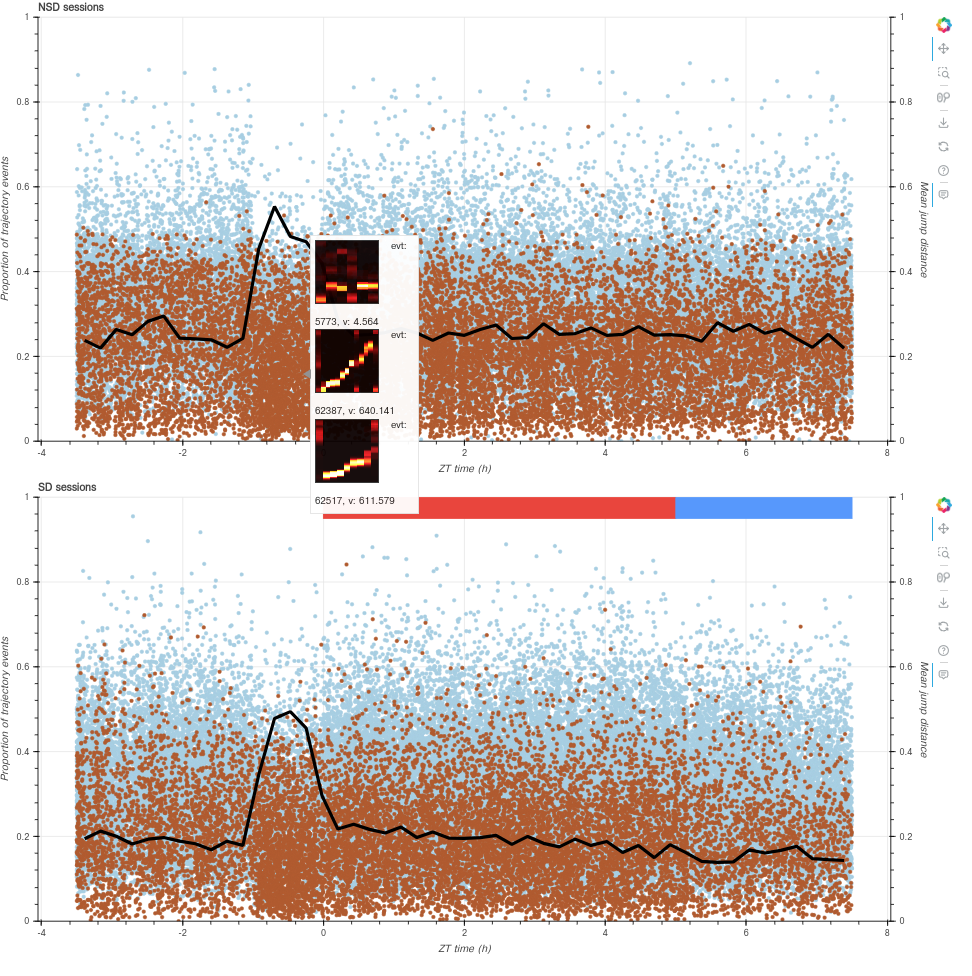 NSD sessions
1
0.8
0.6
0.4
0.2
0
1
0.8
0.6
0.4
0.2
0
-4
-2
2
4
6
8
Proportion of trajectory events
Mean jump distance
ZT time (h)
evt:
5773, v: 4.564
evt:
62387, v: 640.141
evt:
62517, v: 611.579
SD sessions
1
0.8
0.6
0.4
0.2
0
1
0.8
0.6
0.4
0.2
0
-4
-2
0
2
4
6
8
Proportion of trajectory events
Mean jump distance
ZT time (h)